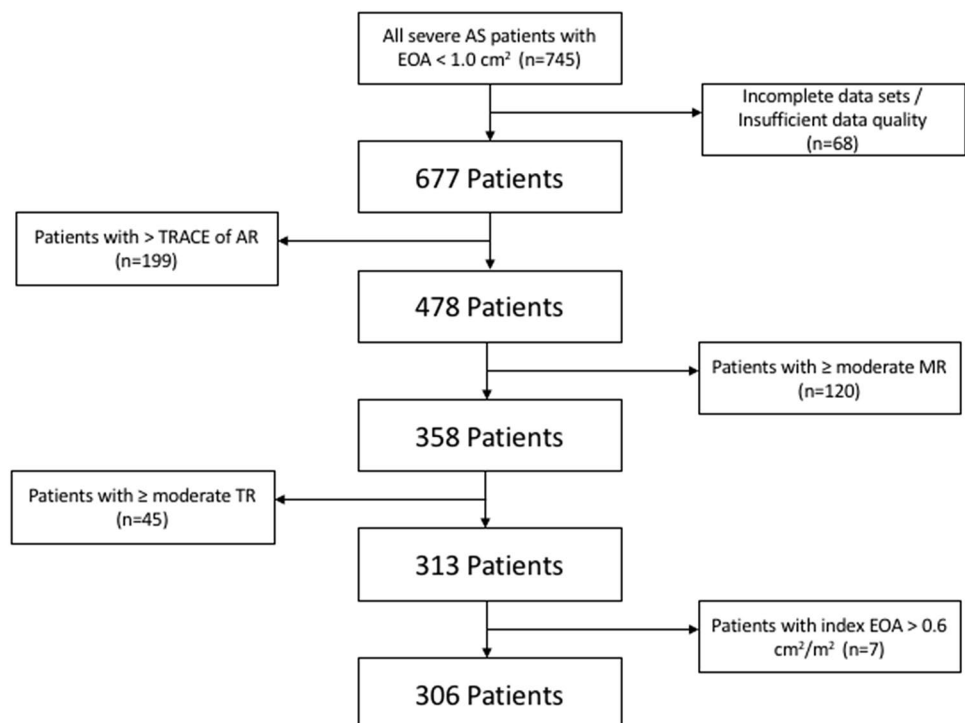 All severe AS patients with
EOA < 1.0 cm² (n=745)
Incomplete data sets /
Insufficient data quality
(n=68)
677 Patients
Patients with > TRACE of AR
(n=199)
478 Patients
Patients with ≥ moderate MR
(n=120)
358 Patients
Patients with ≥ moderate TR
(n=45)
313 Patients
Patients with index EOA > 0.6
cm²/m² (n=7)
306 Patients